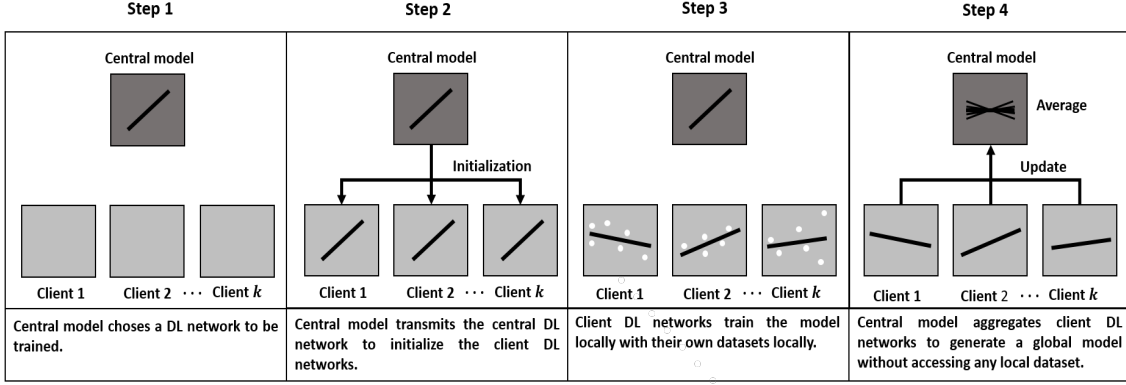 Step 1
Step 2
Step 3
Step 4
Central model
Client 1
Client 2
···
Client k
Central model choses a DL network to be
trained.
Central model
Initialization
Client 1
Client 2
···
Client k
Central model transmits the central DL
network to initialize the client DL
networks.
Central model
Client 1
Client 2
···
Client k
Client DL networks train the model
locally with their own datasets locally.
Central model
Average
Update
Client 1
Client 2
···
Client k
Central model aggregates client DL
networks to generate a global model
without accessing any local dataset.